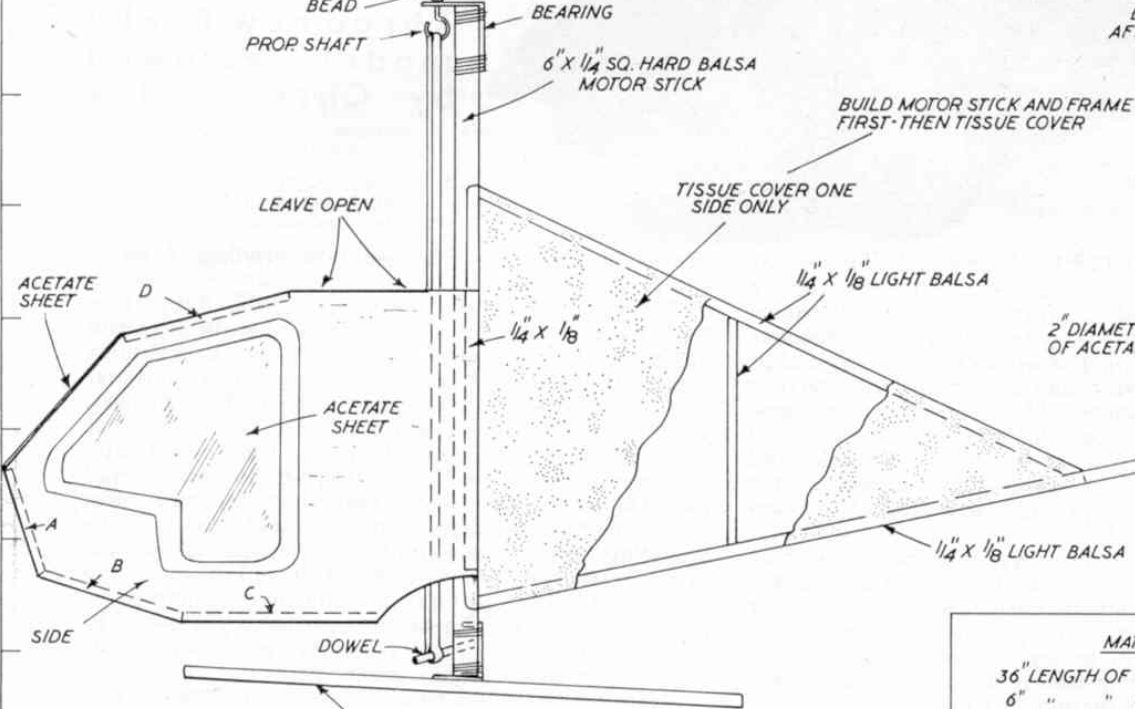 BEAD
BEARING
PROP. SHAFT
6" X 1/4" SQ. HARD BALSA
MOTOR STICK
AF
BUILD MOTOR STICK AND FRAME
FIRST-THEN TISSUE COVER
TISSUE COVER ONE
SIDE ONLY
LEAVE OPEN
ACETATE
SHEET
D
1/4" X 1/8" LIGHT BALSA
1/4" X 1/8"
2" DIAMET
OF ACETA
ACETATE
SHEET
A
B
C
1/4" X 1/8" LIGHT BALSA
SIDE
DOWEL
MA
36" LENGTH OF
6" " "